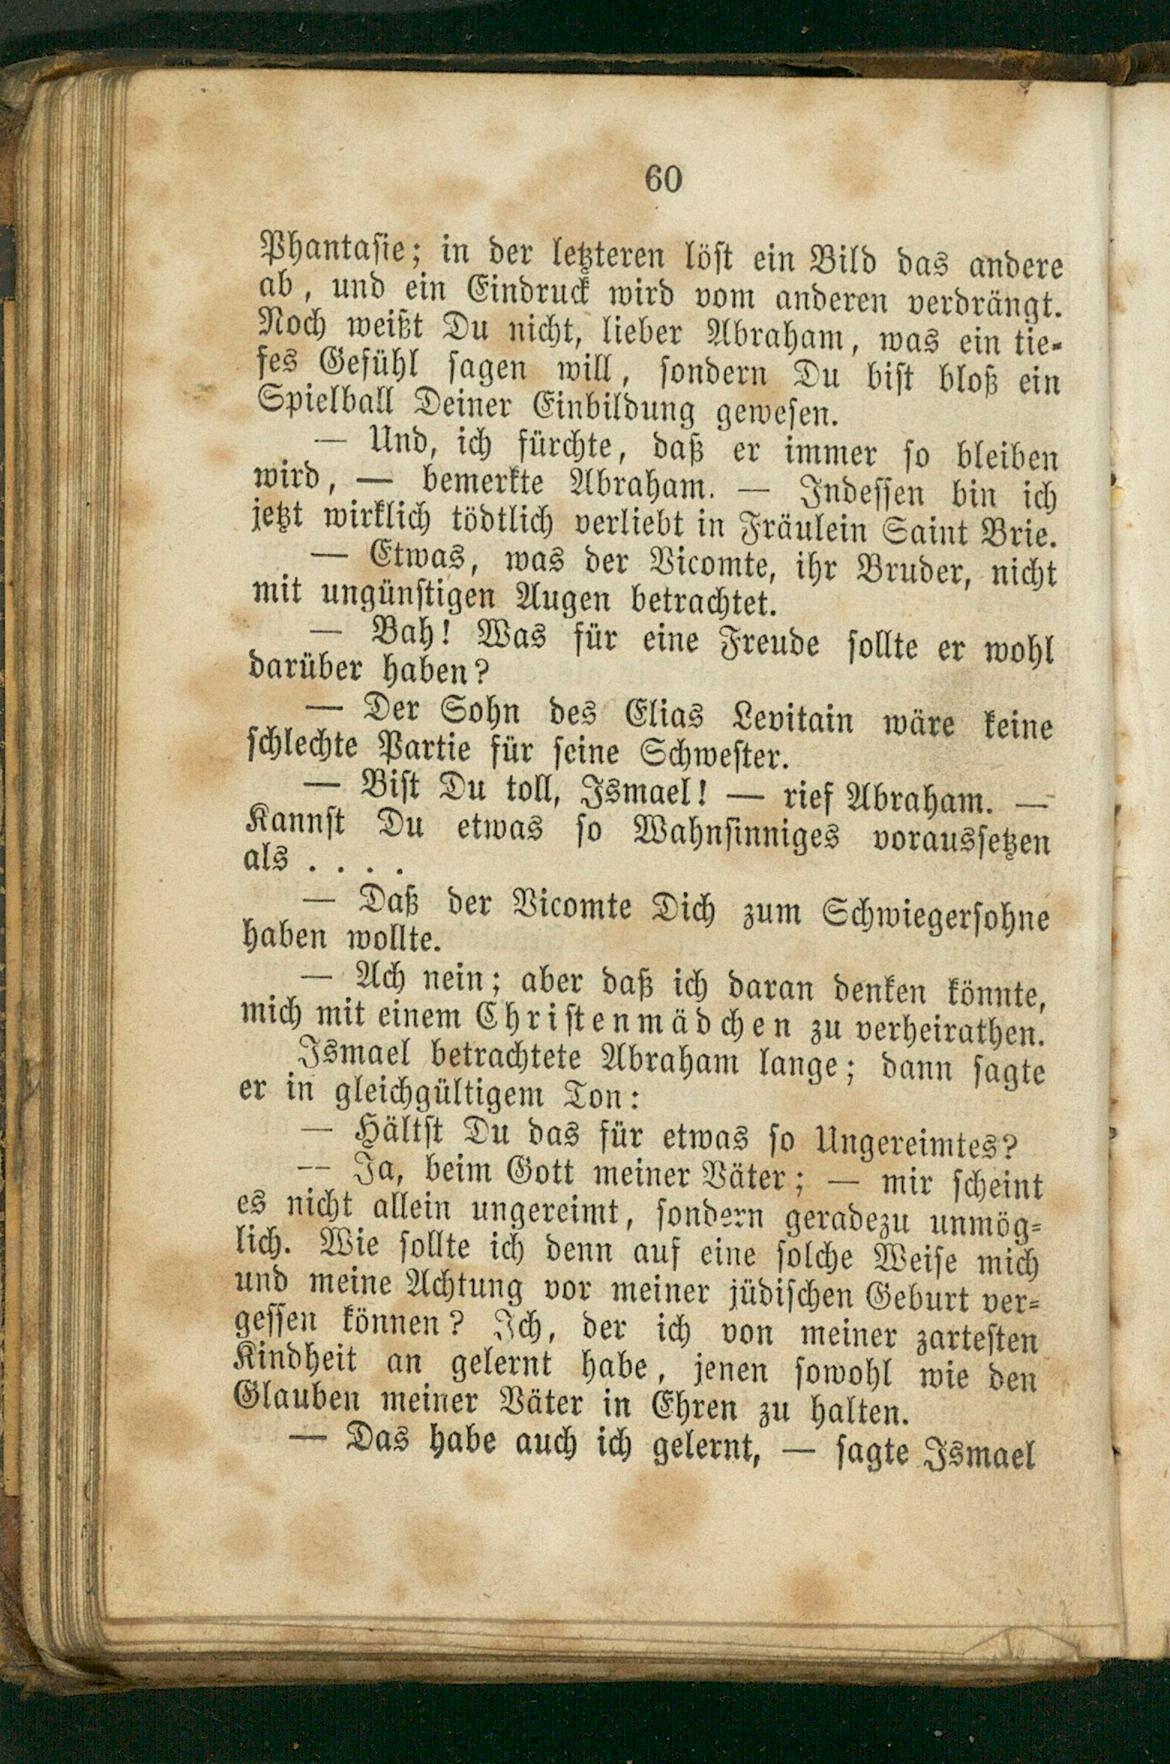 60
Phantasie; in der letzteren löst ein Bild das andere
ab, und ein Eindruck wird vom anderen verdrängt.
Noch weißt Du nicht, lieber Abraham, was ein tie-
fes Gefühl sagen will, sondern Du bist bloß ein
Spielball Deiner Einbildung gewesen.
— Und, ich fürchte, daß er immer so bleiben
wird, — bemerkte Abraham. — Indessen bin ich
jetzt wirklich tödtlich verliebt in Fräulein Saint Brie.
— Etwas, was der Vicomte, ihr Bruder, nicht
mit ungünstigen Augen betrachtet.
— Bah! Was für eine Freude sollte er wohl
darüber haben?
— Der Sohn des Elias Levitain wäre keine
schlechte Partie für seine Schwester.
— Bist Du toll, Ismael! — rief Abraham. —
Kannst Du etwas so Wahnsinniges voraussetzen
als . . . .
— Daß der Vicomte Dich zum Schwiegersohne
haben wollte.
— Ach nein; aber daß ich daran denken könnte,
mich mit einem Christenmädchen zu verheirathen.
Ismael betrachtete Abraham lange; dann sagte
er in gleichgültigem Ton:
— Hältst Du das für etwas so Ungereimtes?
— Ja, beim Gott meiner Väter; — mir scheint
es nicht allein ungereimt, sondern geradezu unmög-
lich. Wie sollte ich denn auf eine solche Weise mich
und meine Achtung vor meiner jüdischen Geburt ver-
gessen können? Ich, der ich von meiner zartesten
Kindheit an gelernt habe, jenen sowohl wie den
Glauben meiner Väter in Ehren zu halten.
— Das habe auch ich gelernt, — sagte Ismael